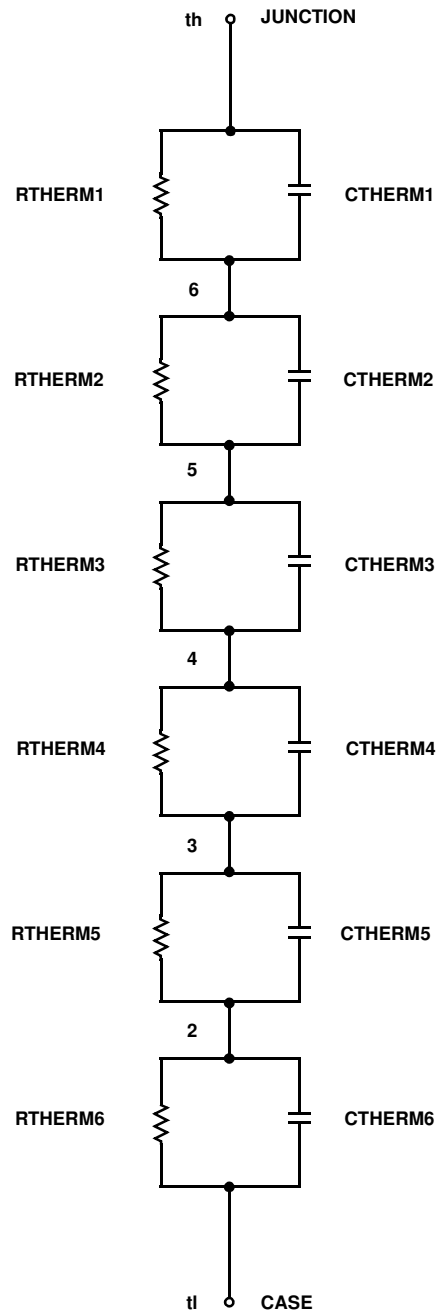 th JUNCTION
RTHERM1 CTHERM1
6
RTHERM2 CTHERM2
5
RTHERM3 CTHERM3
4
RTHERM4 CTHERM4
3
RTHERM5 CTHERM5
2
RTHERM6 CTHERM6
tl CASE